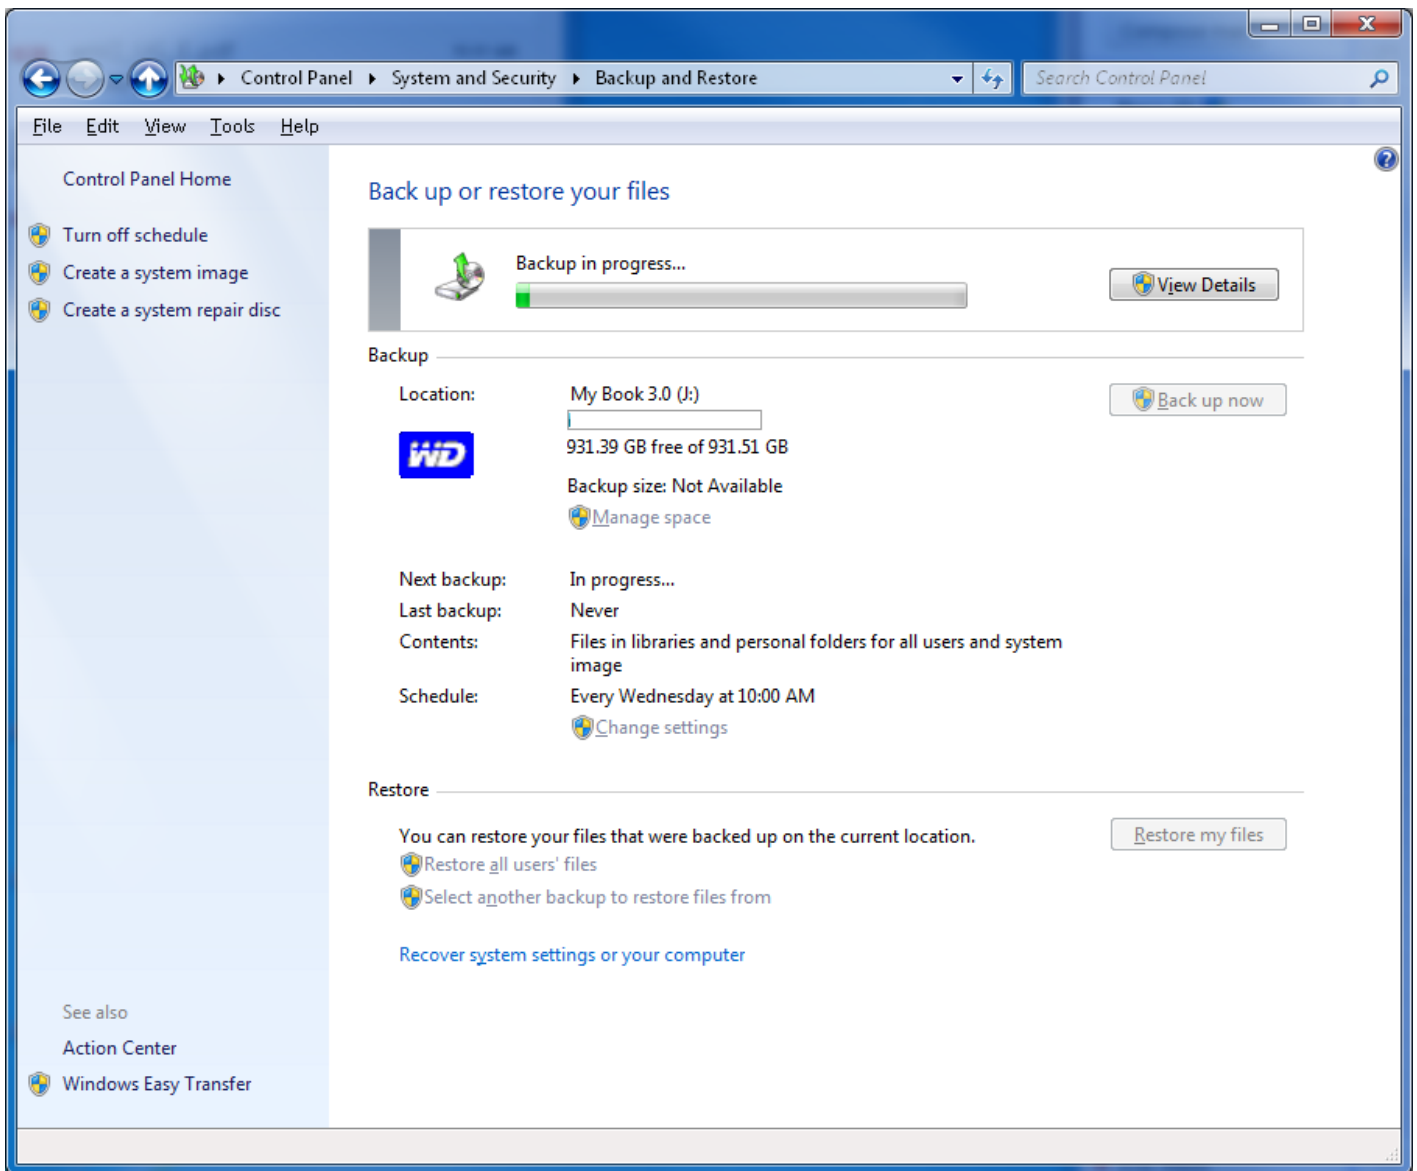 Control Panel System and Security Backup and Restore
Search Control Panel
File Edit View Tools Help
Control Panel Home
Turn off schedule
Create a system image
Create a system repair disc
Back up or restore your files
Backup in progress...
View Details
Backup
Location: My Book 3.0 (J:)
Back up now
WD
931.39 GB free of 931.51 GB
Backup size: Not Available
Manage space
Next backup: In progress...
Last backup: Never
Contents: Files in libraries and personal folders for all users and system
image
Schedule: Every Wednesday at 10:00 AM
Change settings
Restore
You can restore your files that were backed up on the current location.
Restore my files
Restore all users' files
Select another backup to restore files from
Recover system settings or your computer
See also
Action Center
Windows Easy Transfer